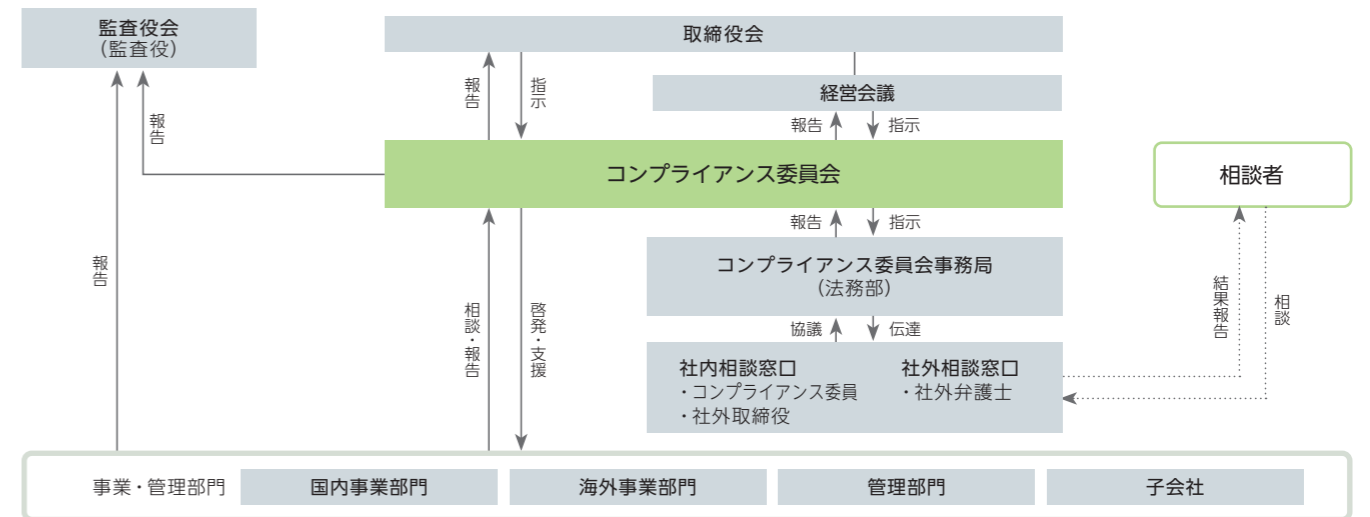 監査役会
（監査役）
取締役会
経営会議
報告
指示
報告
指示
報告
コンプライアンス委員会
相談者
報告
指示
コンプライアンス委員会事務局
（法務部）
報告
相談・報告
啓発・支援
協議
伝達
結果報告
相談
社内相談窓口
・コンプライアンス委員
・社外取締役
社外相談窓口
・社外弁護士
事業・管理部門
国内事業部門
海外事業部門
管理部門
子会社